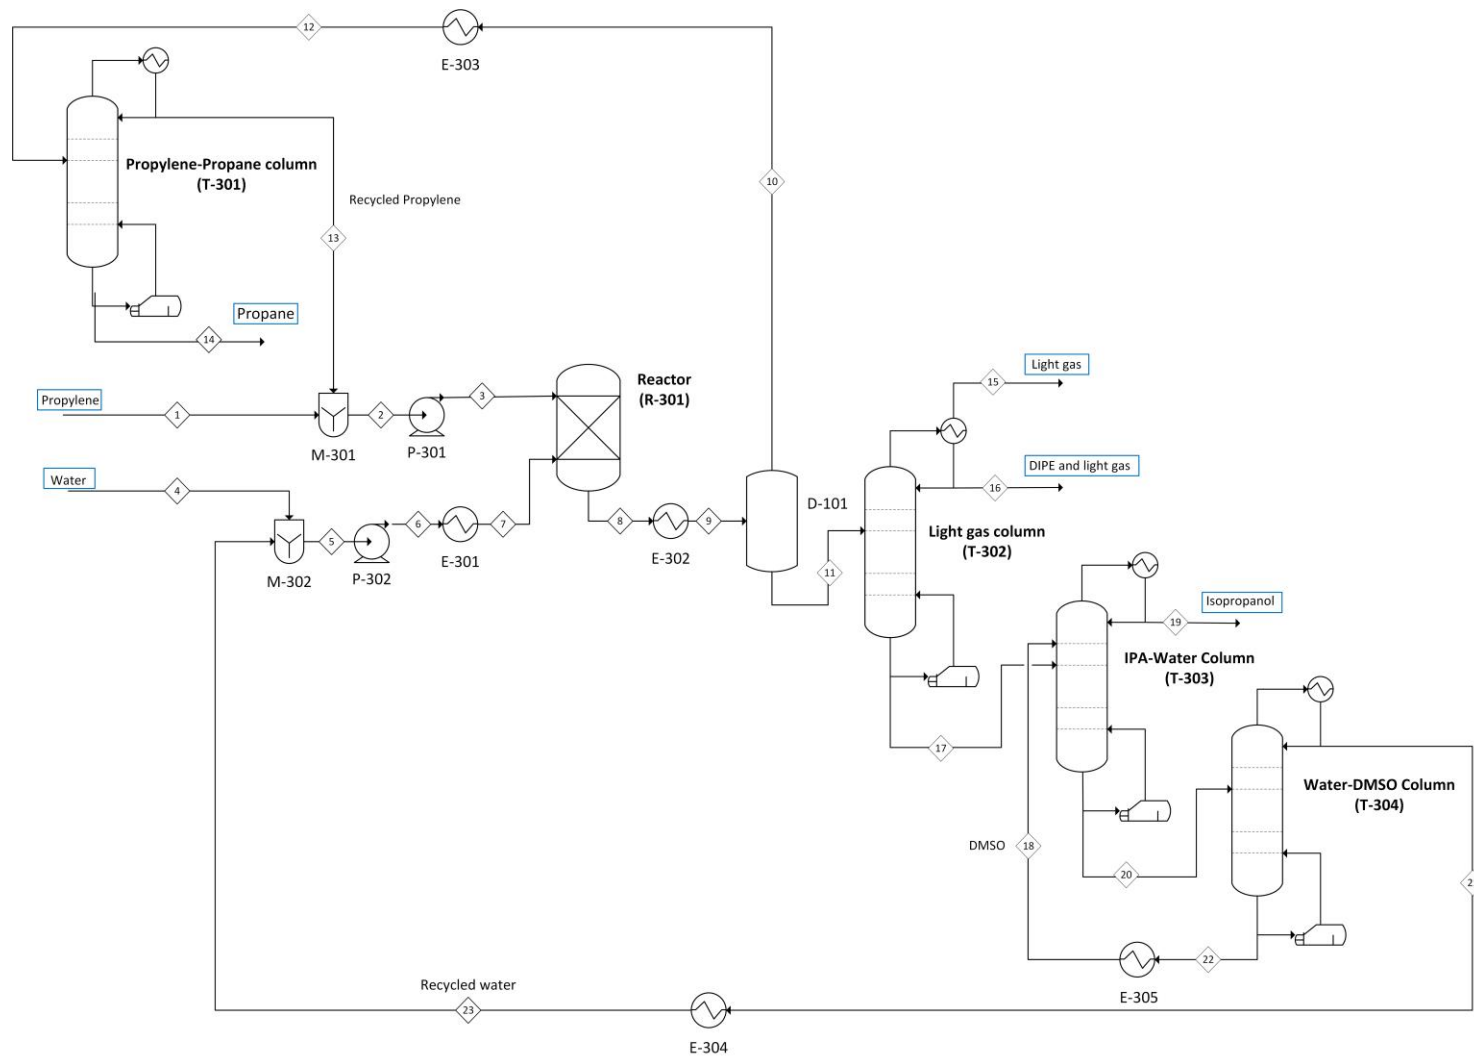 12
E-303
Propylene-Propane column
(T-301)
10
Recycled Propylene
13
Propane
14
Light gas
15
Reactor
(R-301)
Propylene
1
2
3
M-301
P-301
DIPE and light gas
16
Water
4
D-101
Light gas column
(T-302)
5
6
7
8
9
M-302
P-302
E-301
E-302
11
Isopropanol
19
IPA-Water Column
(T-303)
17
Water-DMSO Column
(T-304)
DMSO
18
20
2
22
E-305
Recycled water
23
E-304